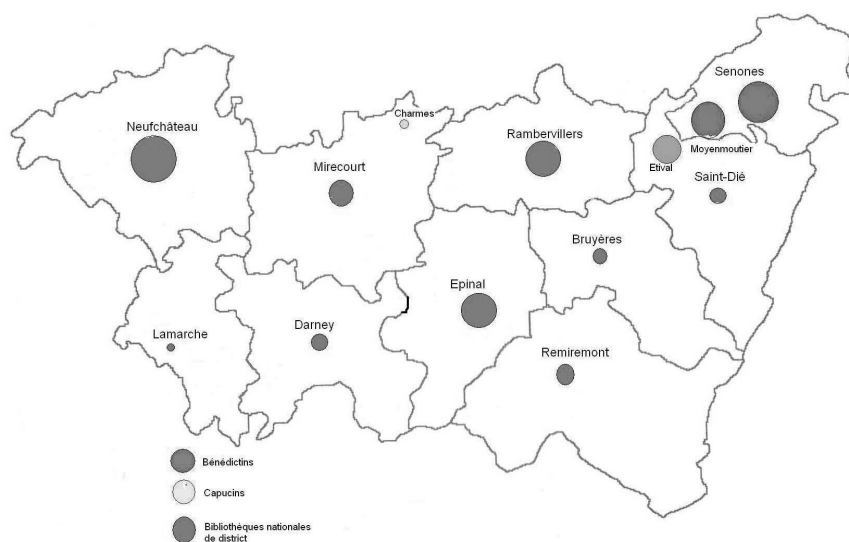 Senones
Charmes
Neufchâteau
Rambervillers
Moyenmoutier
Mirecourt
Etival
Saint-Dié
Bruyères
Epinal
Lamarche
Darney
Remiremont
Bénédictins
Capucins
Bibliothèques nationales
de district